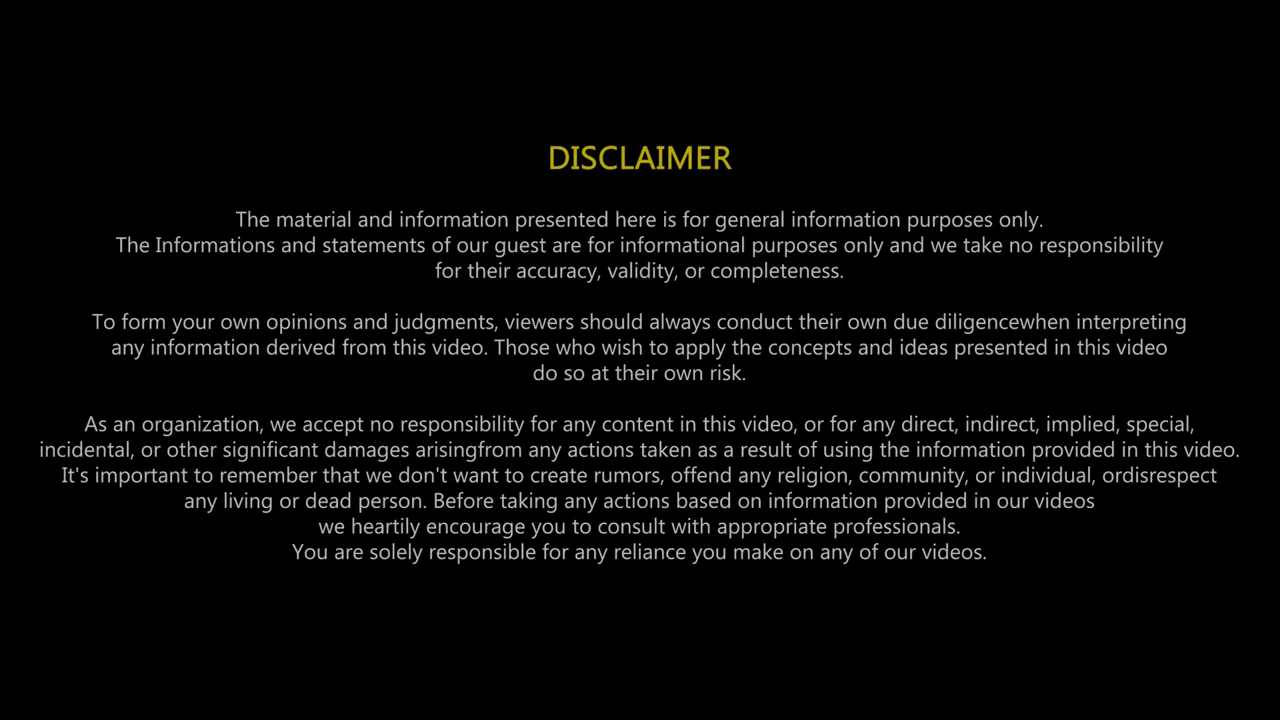 DISCLAIMER
The material and information presented here is for general information purposes only.
The Informations and statements of our guest are for informational purposes only and we take no responsibility
for their accuracy, validity, or completeness.
To form your own opinions and judgments, viewers should always conduct their own due diligencewhen interpreting
any information derived from this video. Those who wish to apply the concepts and ideas presented in this video
do so at their own risk.
As an organization, we accept no responsibility for any content in this video, or for any direct, indirect, implied, special,
incidental, or other significant damages arisingfrom any actions taken as a result of using the information provided in this video.
It's important to remember that we don't want to create rumors, offend any religion, community, or individual, ordisrespect
any living or dead person. Before taking any actions based on information provided in our videos
we heartily encourage you to consult with appropriate professionals.
You are solely responsible for any reliance you make on any of our videos.